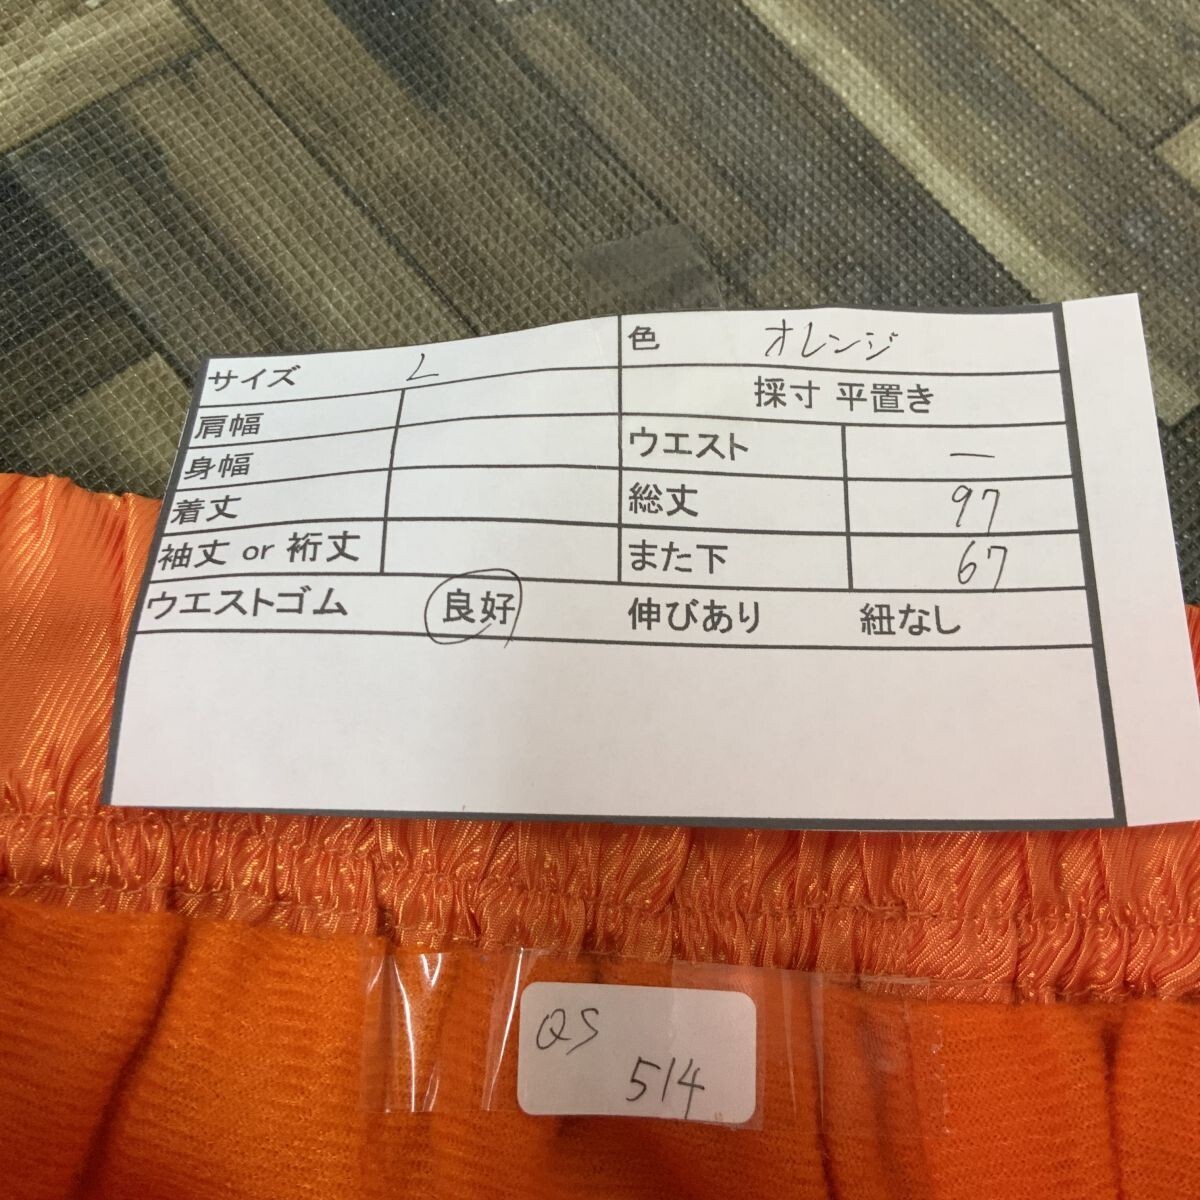 サイズ L
色 オレンジ
採寸 平置き
肩幅
身幅
着丈
袖丈 or 裄丈
ウエスト ー
総丈 97
また下 67
ウエストゴム 良好 伸びあり 紐なし
QS
514